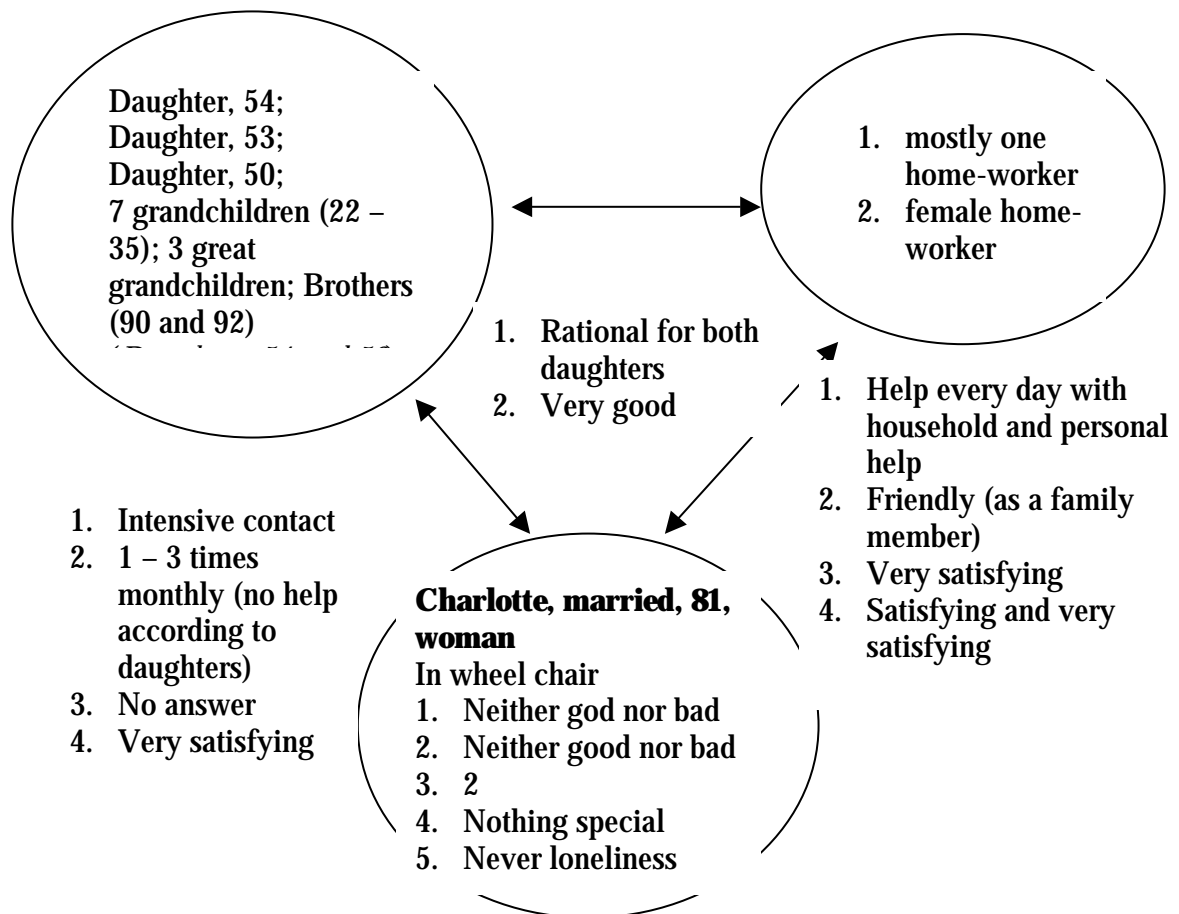 Daughter, 54;
Daughter, 53;
Daughter, 50;
7 grandchildren (22 –
35); 3 great
grandchildren; Brothers
(90 and 92)
1. mostly one
home-worker
2. female home-
worker
1. Rational for both
daughters
2. Very good
1. Help every day with
household and personal
help
2. Friendly (as a family
member)
3. Very satisfying
4. Satisfying and very
satisfying
1. Intensive contact
2. 1 – 3 times
monthly (no help
according to
daughters)
3. No answer
4. Very satisfying
Charlotte, married, 81,
woman
In wheel chair
1. Neither god nor bad
2. Neither good nor bad
3. 2
4. Nothing special
5. Never loneliness